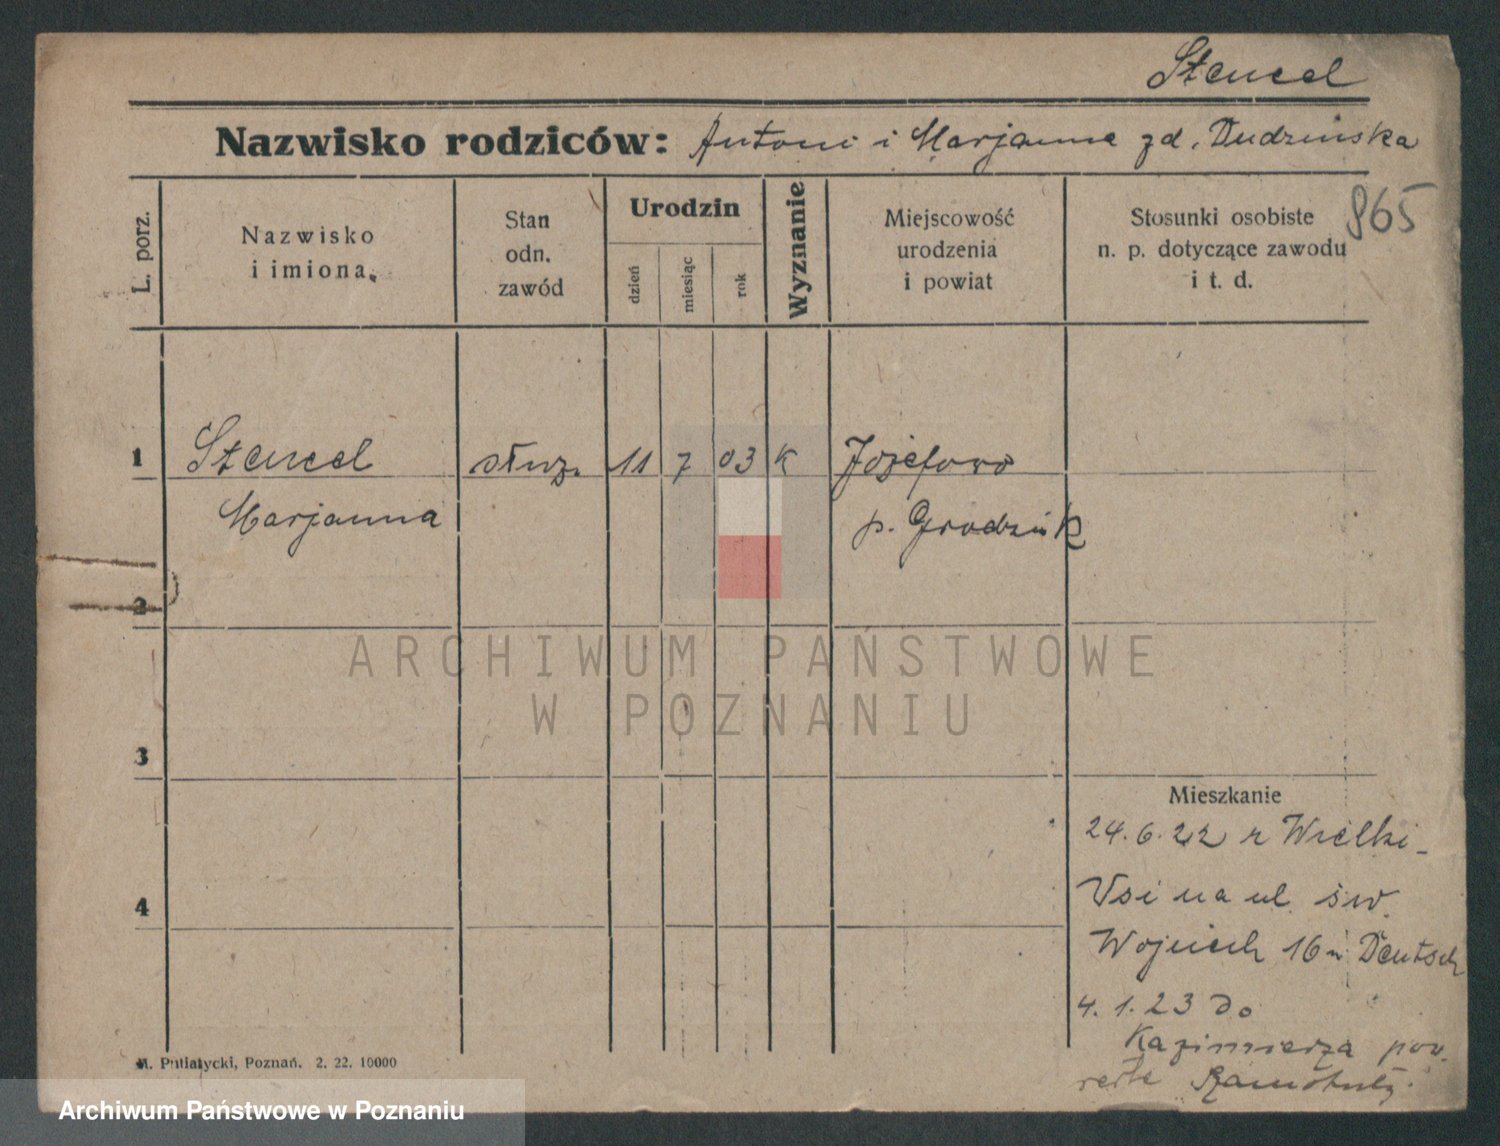 Stencel
Nazwisko rodziców: Antoni i Marjanna zd. Dudzińska
L. porz.
Nazwisko
i imiona
Stan
odn.
zawód
Urodzin
dzień
miesiąc
rok
Wyznanie
Miejscowość
urodzenia
i powiat
Stosunki osobiste
n. p. dotyczące zawodu
i t. d.
965
1 Stencel służ. 11 7 03 K Józefowo
Marjanna p. Grodzisk
2
ARCHIWUM PAŃSTWOWE
W POZNANIU
3
Mieszkanie
24.6.22 z Wielki-
4
Vsi na ul. św.
Wojciech 16 u Deutsch
4.1.23 do
Kazimierza pow.
Szamotuły.
M. Putiatycki, Poznań. 2. 22. 10000
Archiwum Państwowe w Poznaniu